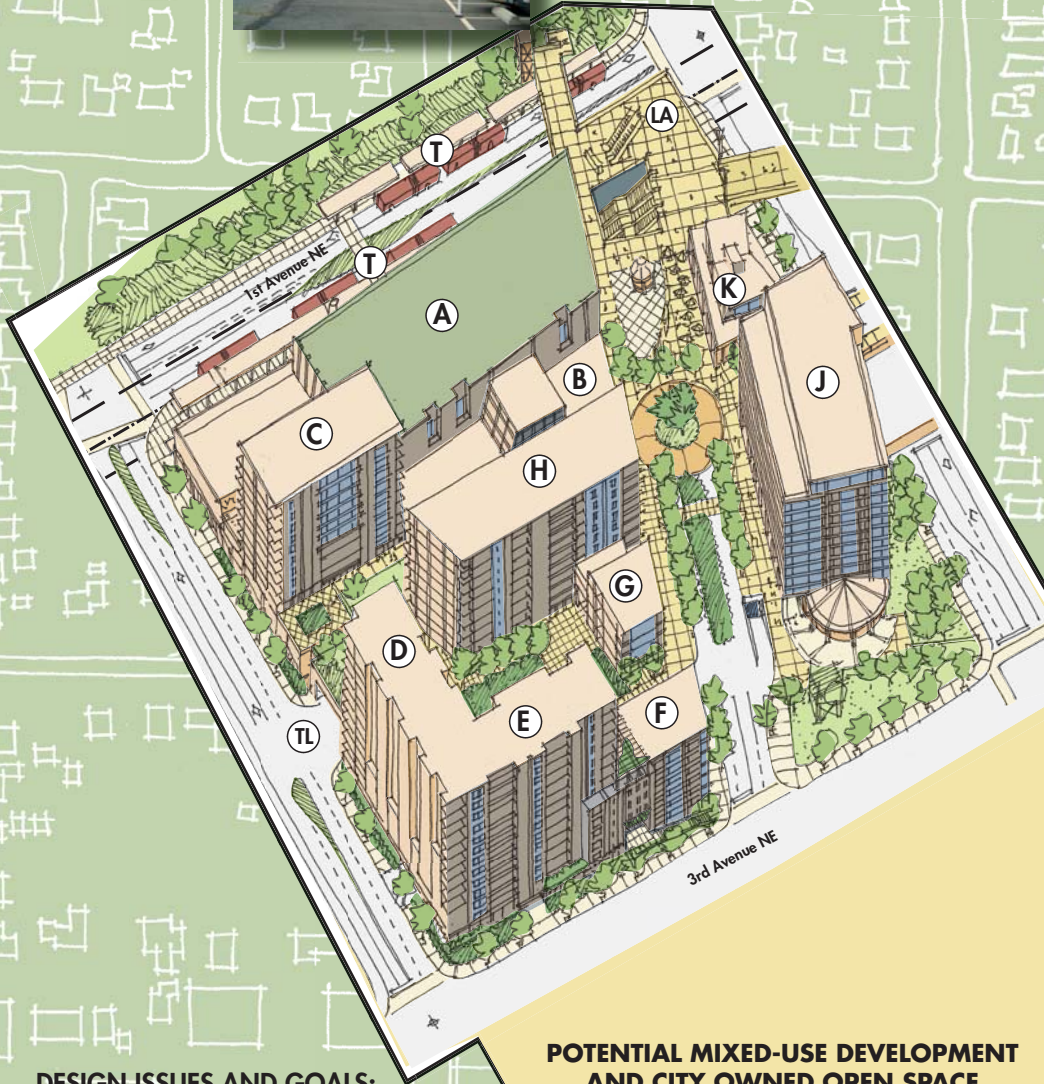 LA
T
1st Avenue NE
T
A
K
B
J
C
H
G
D
E
F
TL
3rd Avenue NE
POTENTIAL MIXED-USE DEVELOPMENT
AND CITY OWNED OPEN SPACE
DESIGN ISSUES AND GOALS: